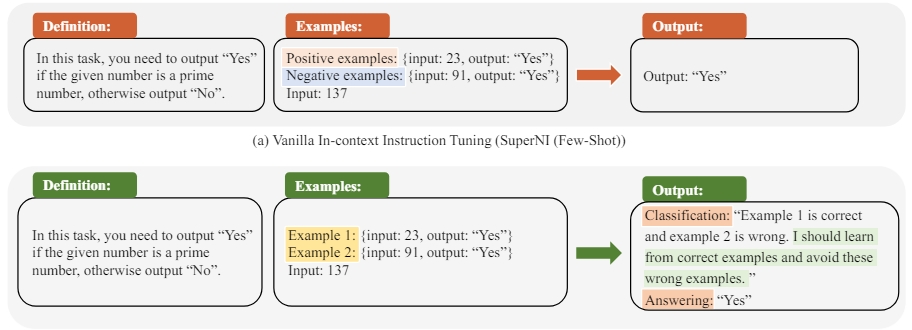 Definition:
In this task, you need to output “Yes”
if the given number is a prime
number, otherwise output “No”.
Examples:
Positive examples: {input: 23, output: “Yes”}
Negative examples: {input: 91, output: “Yes”}
Input: 137
Output:
Output: “Yes”
(a) Vanilla In-context Instruction Tuning (SuperNI (Few-Shot))
Definition:
In this task, you need to output “Yes”
if the given number is a prime
number, otherwise output “No”.
Examples:
Example 1: {input: 23, output: “Yes”}
Example 2: {input: 91, output: “Yes”}
Input: 137
Output:
Classification: “Example 1 is correct
and example 2 is wrong. I should learn
from correct examples and avoid these
wrong examples. ”
Answering: “Yes”